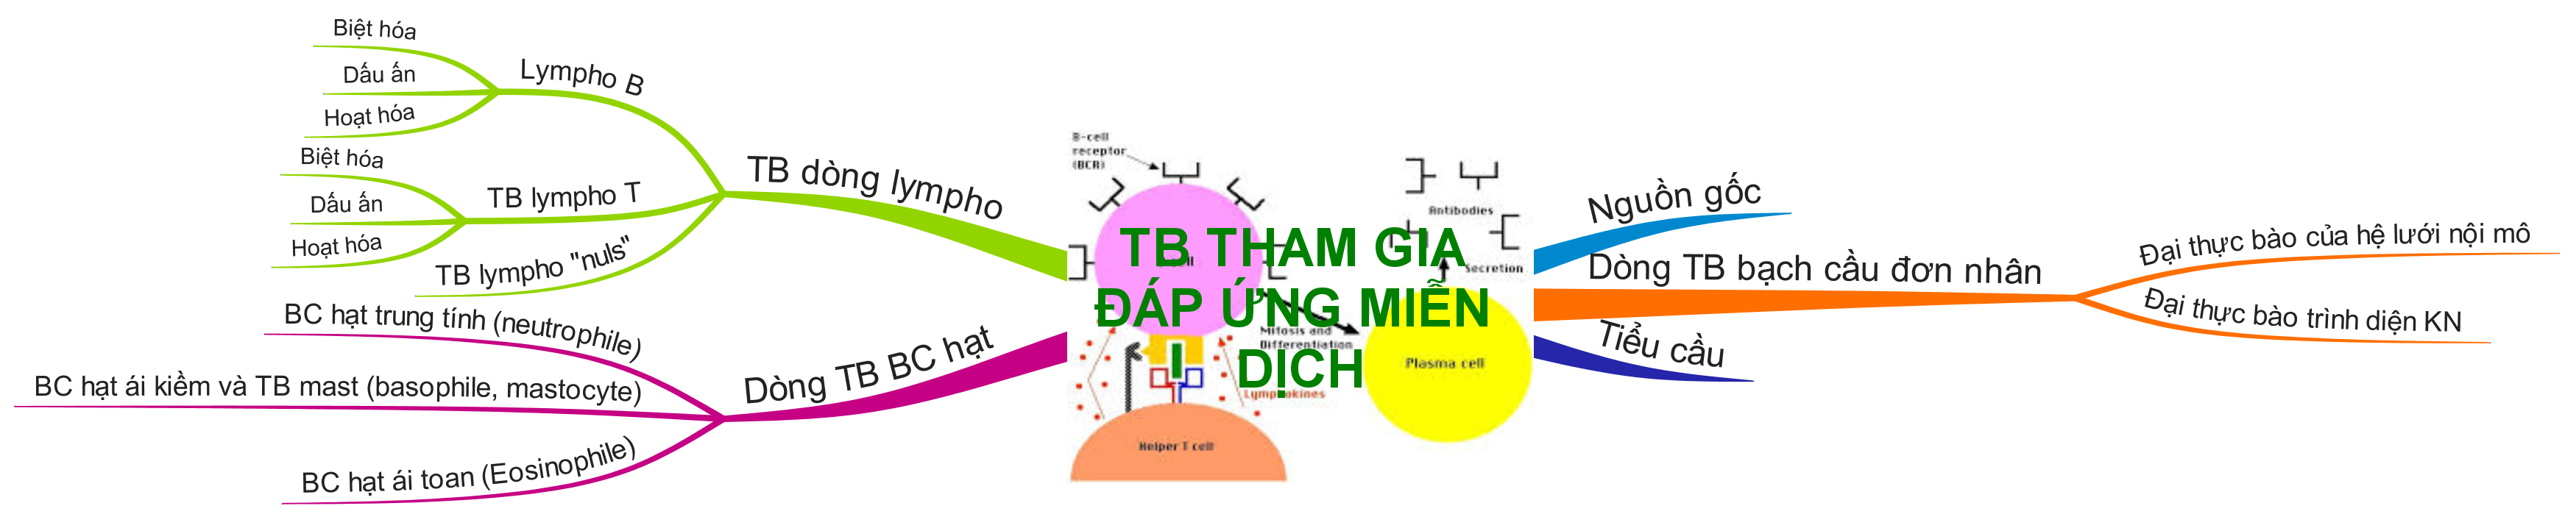 Biệt hóa
Dấu ấn
Hoạt hóa
Lympho B
Biệt hóa
Dấu ấn
Hoạt hóa
TB lympho T
TB lympho "nuls"
TB dòng lympho
BC hạt trung tính (neutrophile)
BC hạt ái kiềm và TB mast (basophile, mastocyte)
BC hạt ái toan (Eosinophile)
Dòng TB BC hạt
B-cell
receptor
(BCR)
TB THAM GIA
ĐÁP ỨNG MIỄN
DỊCH
Antibodies
Secretion
Mitosis and
Differentiation
Plasma cell
Lymphokines
Helper T cell
Nguồn gốc
Dòng TB bạch cầu đơn nhân
Đại thực bào của hệ lưới nội mô
Đại thực bào trình diện KN
Tiểu cầu